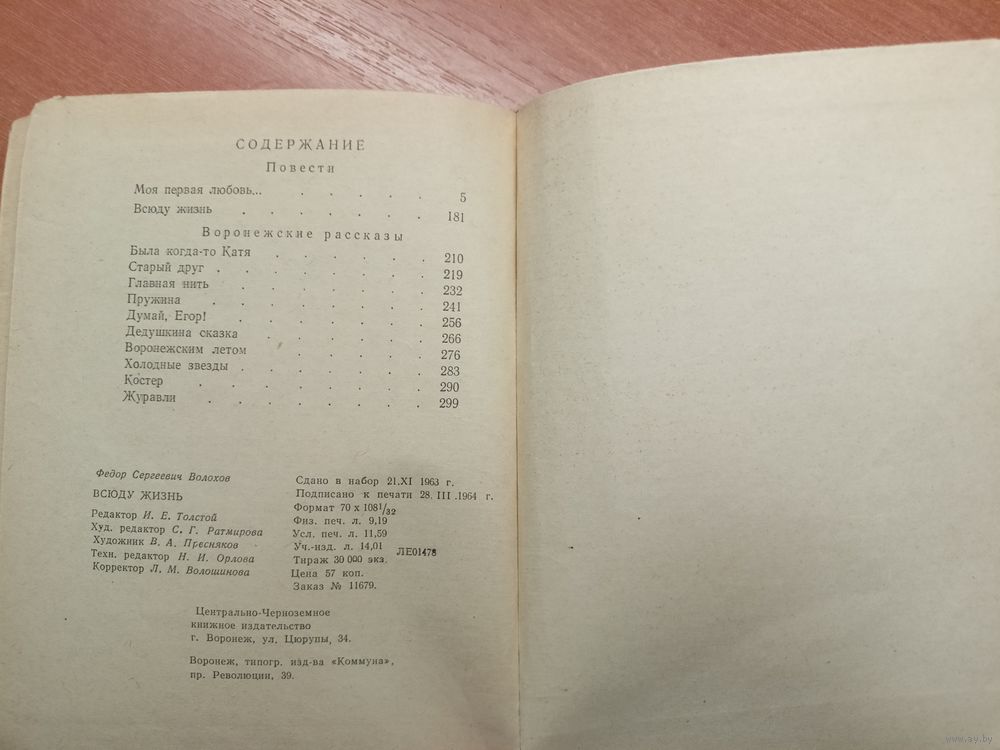 СОДЕРЖАНИЕ
Повести
Моя первая любовь... . . . . 5
Всюду жизнь . . . . . . . 181
Воронежские рассказы
Была когда-то Катя . . . . . . 210
Старый друг . . . . . . . . 219
Главная нить . . . . . . . 232
Пружина . . . . . . . . 241
Думай, Егор! . . . . . . . 256
Дедушкина сказка . . . . . . 266
Воронежским летом . . . . . 276
Холодные звезды . . . . . . . 283
Костер . . . . . . . . 290
Журавли . . . . . . . . 299
Федор Сергеевич Волохов
ВСЮДУ ЖИЗНЬ
Редактор И. Е. Толстой
Худ. редактор С. Г. Ратмирова
Художник В. А. Пресняков
Техн. редактор Н. И. Орлова
Корректор Л. М. Волошинова
Сдано в набор 21.XI 1963 г.
Подписано к печати 28.III.1964 г.
Формат 70 х 108 1/32
Физ. печ. л. 9,19
Усл. печ. л. 11,59
Уч.-изд. л. 14,01
ЛЕ01478
Тираж 30 000 экз.
Цена 57 коп.
Заказ № 11679.
Центрально-Черноземное
книжное издательство
г. Воронеж, ул. Цюрупы, 34.
Воронеж, типогр. изд-ва «Коммуна»,
пр. Революции, 39.
www.ay.by